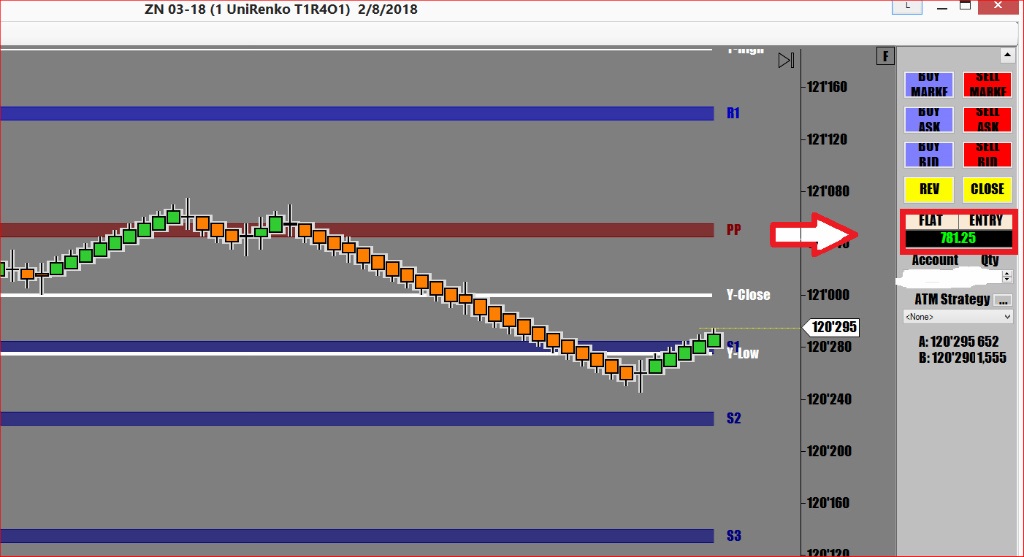 ZN 03-18 (1 UniRenko T1R4O1) 2/8/2018
Y-High
F
121'160
R1
121'120
121'080
PP
Y-Close
121'000
120'295
S1
120'280
Y-Low
120'240
S2
120'200
120'160
S3
120'120
BUY MARKE
SELL MARKE
BUY ASK
SELL ASK
BUY BID
SELL BID
REV
CLOSE
FLAT
ENTRY
781.25
Account
Qty
ATM Strategy
...
<None>
A: 120'295 652
B: 120'290 1,555